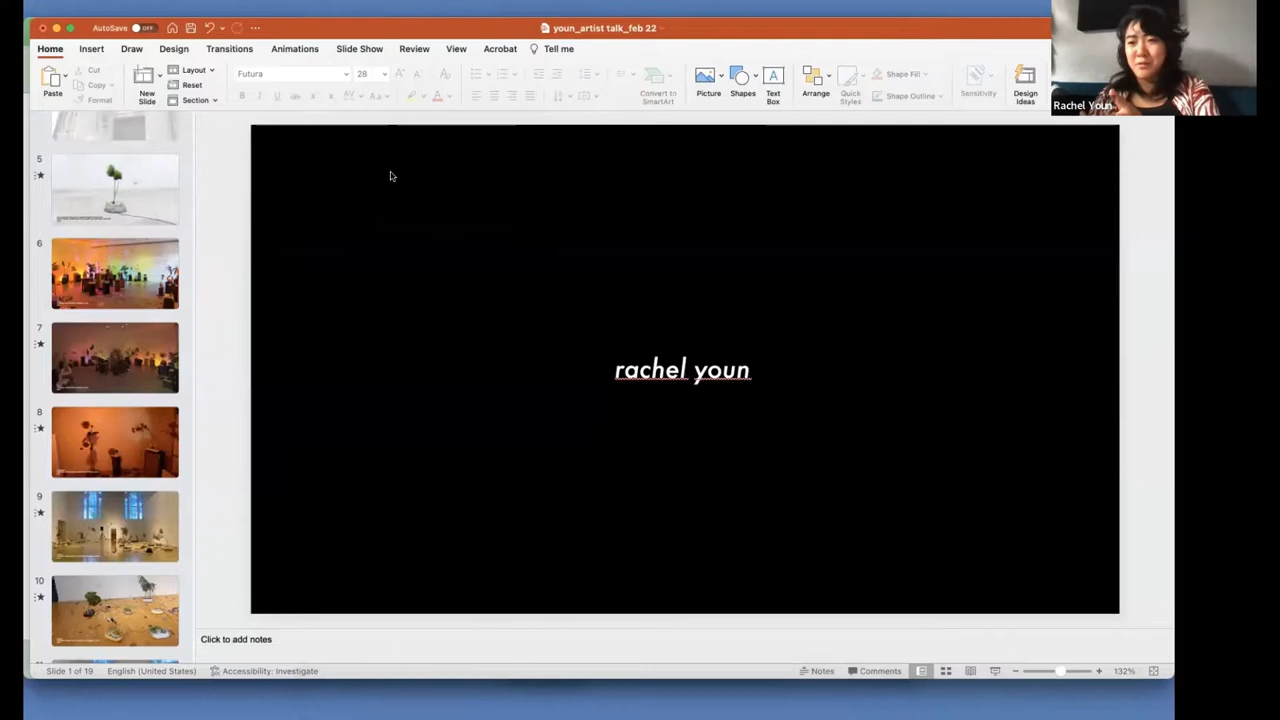 AutoSave OFF
youn_artist talk_feb 22
Home Insert Draw Design Transitions Animations Slide Show Review View Acrobat Tell me
Paste
Cut
Copy
Format
New Slide
Layout
Reset
Section
Futura 28
Convert to SmartArt
Picture
Shapes
Text Box
Arrange
Quick Styles
Shape Fill
Shape Outline
Sensitivity
Design Ideas
Rachel Youn
5
6
7
8
9
10
rachel youn
Click to add notes
Slide 1 of 19 English (United States) Accessibility: Investigate Notes Comments 132%